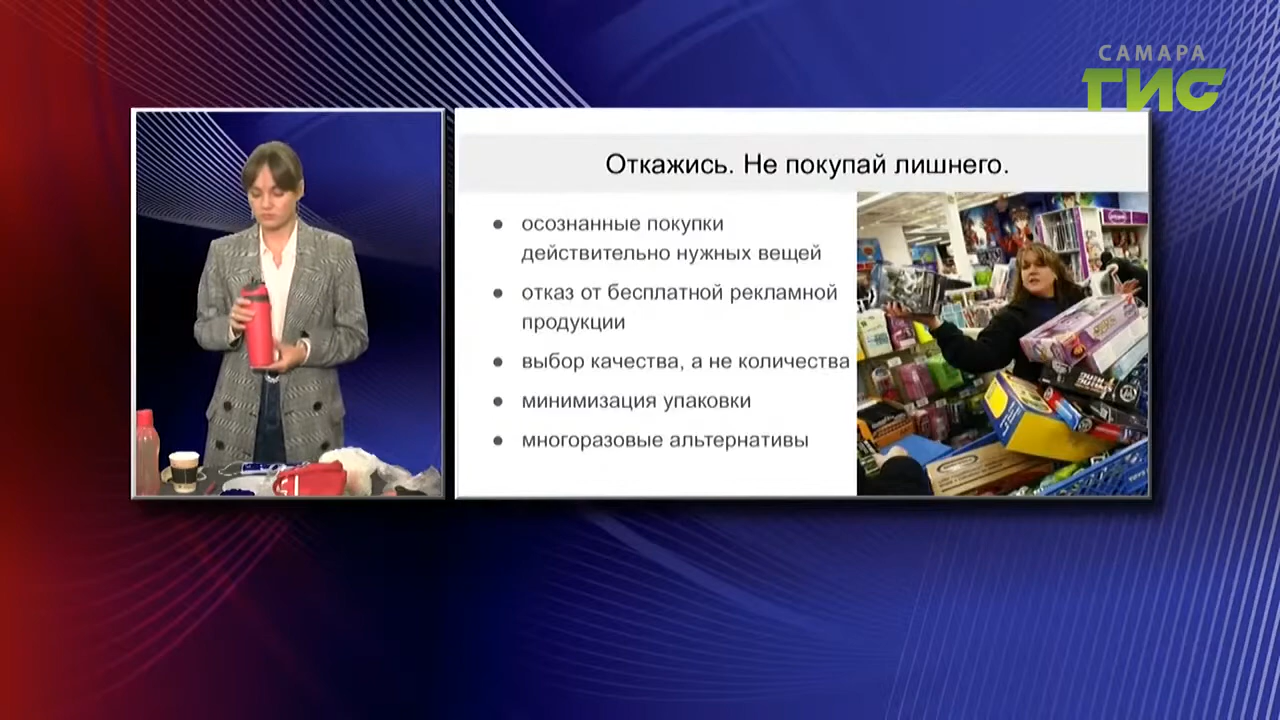 САМАРА
ГИС
Откажись. Не покупай лишнего.
● осознанные покупки
действительно нужных вещей
● отказ от бесплатной рекламной
продукции
● выбор качества, а не количества
● минимизация упаковки
● многоразовые альтернативы